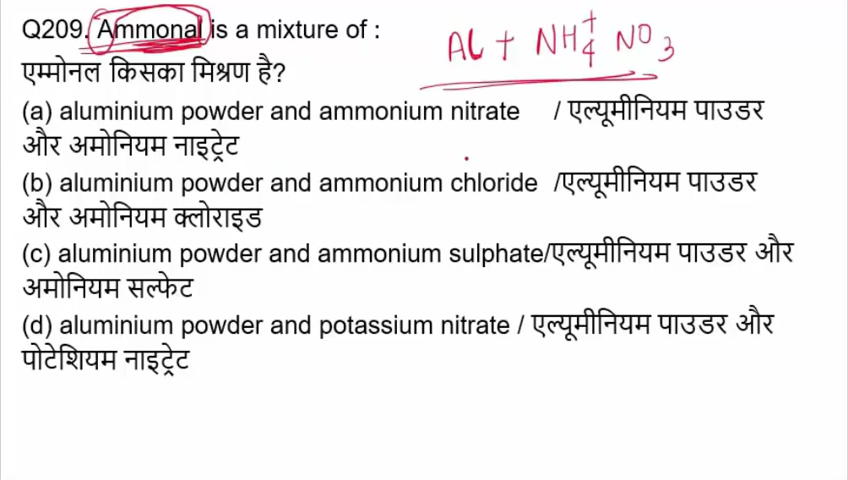 Q209. Ammonal is a mixture of :
Al + NH4+ NO3
एम्मोनल किसका मिश्रण है?
(a) aluminium powder and ammonium nitrate / एल्यूमीनियम पाउडर
और अमोनियम नाइट्रेट
(b) aluminium powder and ammonium chloride /एल्यूमीनियम पाउडर
और अमोनियम क्लोराइड
(c) aluminium powder and ammonium sulphate/एल्यूमीनियम पाउडर और
अमोनियम सल्फेट
(d) aluminium powder and potassium nitrate / एल्यूमीनियम पाउडर और
पोटेशियम नाइट्रेट